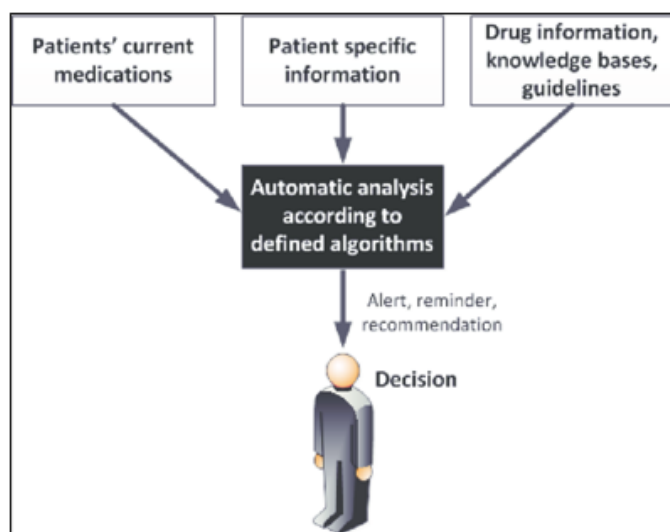 Patients' current
medications
Patient specific
information
Drug information,
knowledge bases,
guidelines
Automatic analysis
according to
defined algorithms
Alert, reminder,
recommendation
Decision